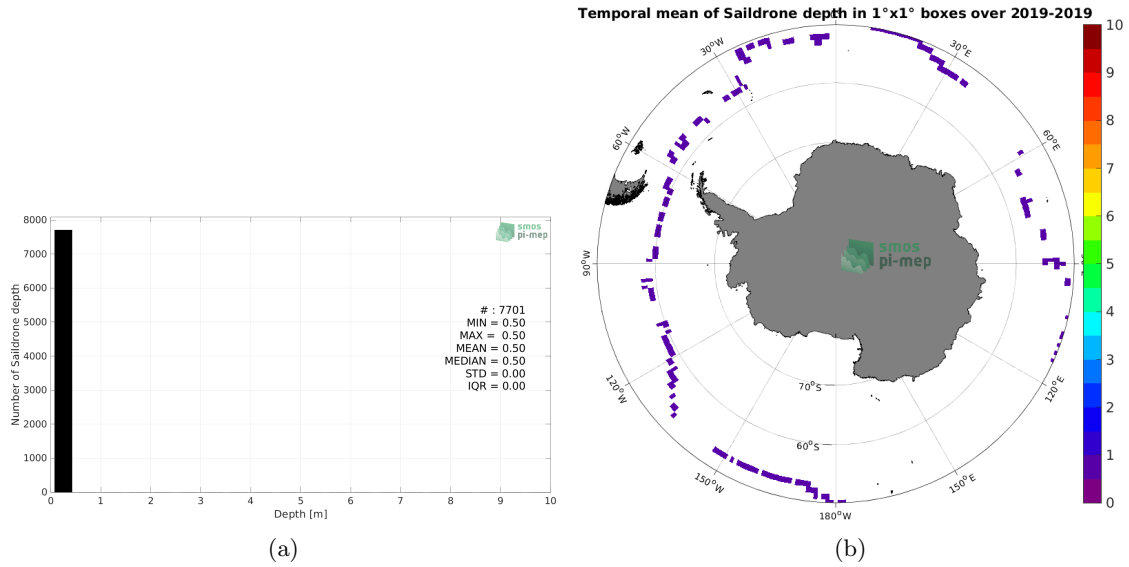 Temporal mean of Saildrone depth in 1°x1° boxes over 2019-2019
Number of Saildrone depth
8000
7000
6000
5000
4000
3000
2000
1000
0
smos
pi-mep
# : 7701
MIN = 0.50
MAX = 0.50
MEAN = 0.50
MEDIAN = 0.50
STD = 0.00
IQR = 0.00
0 1 2 3 4 5 6 7 8 9 10
Depth [m]
(a)
30°W
30°E
60°W
60°E
90°W
smos
pi-mep
120°W
120°E
70°S
60°S
150°W
150°E
180°W
10
9
8
7
6
5
4
3
2
1
0
(b)